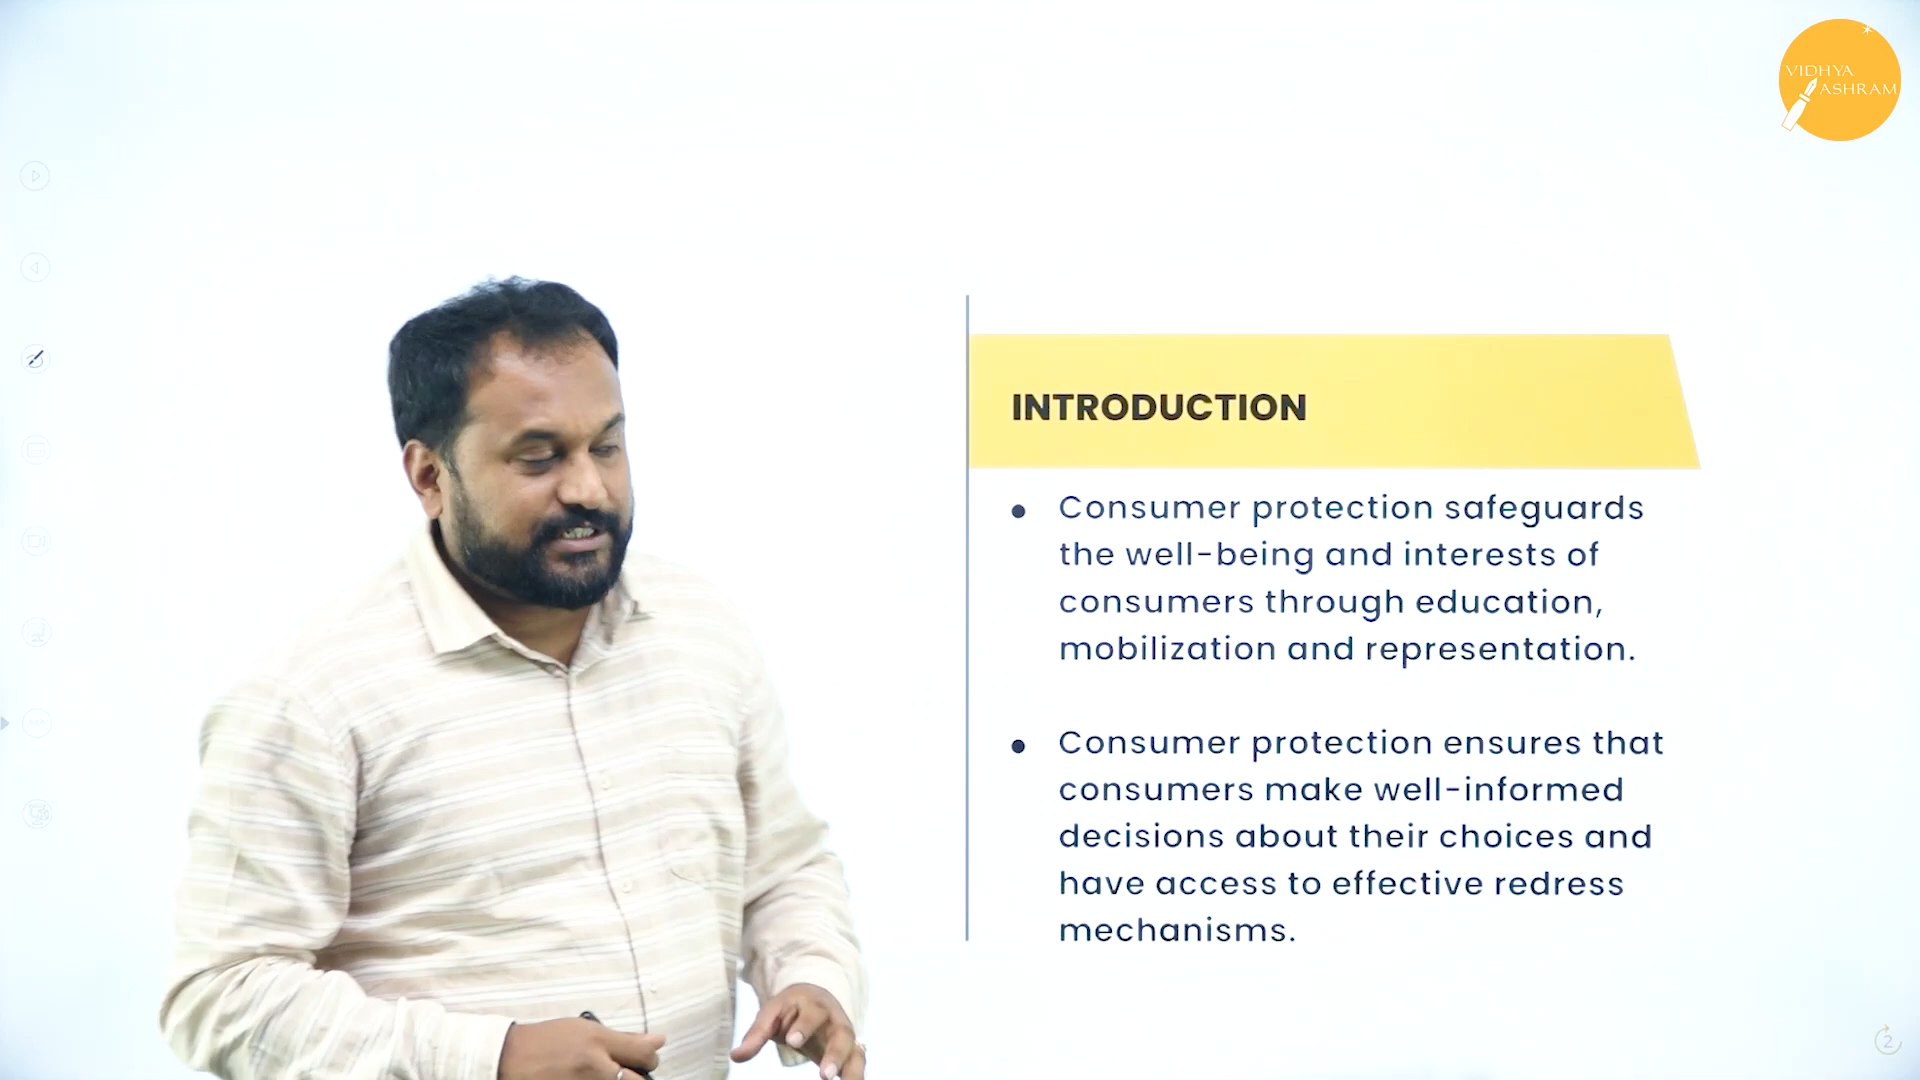 VIDHYA
ASHRAM
INTRODUCTION
• Consumer protection safeguards
the well-being and interests of
consumers through education,
mobilization and representation.
• Consumer protection ensures that
consumers make well-informed
decisions about their choices and
have access to effective redress
mechanisms.
2